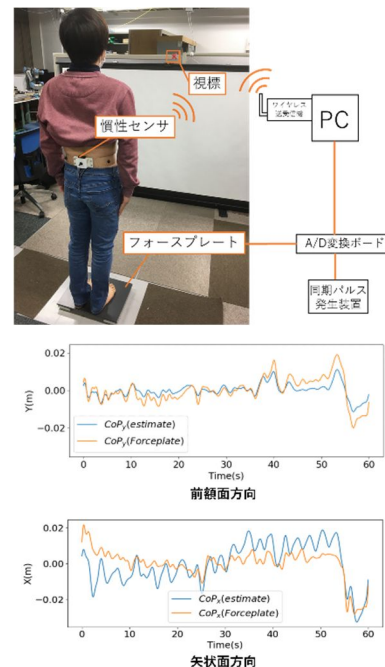 視標
ワイヤレス
送受信機
PC
慣性センサ
フォースプレート
A/D変換ボード
同期パルス
発生装置
0.02
0.00
−0.02
Y(m)
CoPy(estimate)
CoPy(Forceplate)
0 10 20 30 40 50 60
Time(s)
前額面方向
0.02
0.00
−0.02
X(m)
CoPx(estimate)
CoPx(Forceplate)
0 10 20 30 40 50 60
Time(s)
矢状面方向